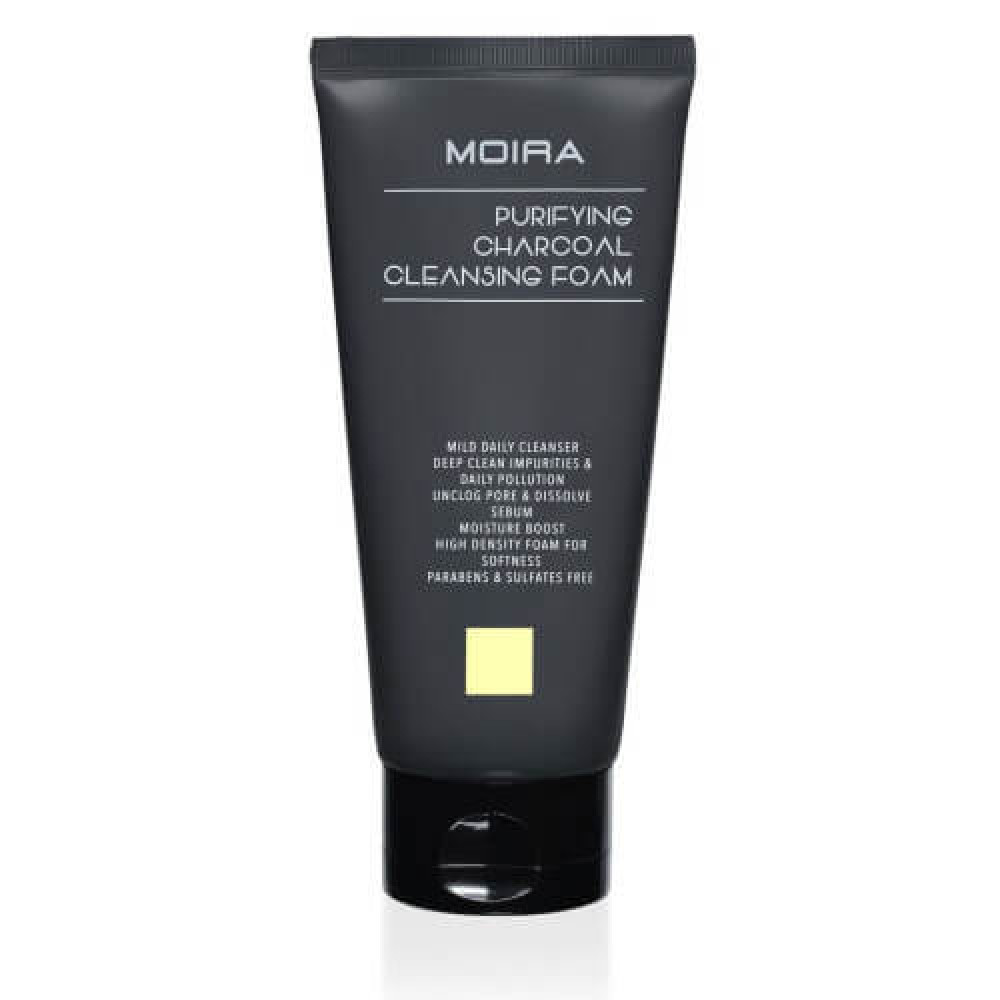 MOIRA
PURIFYING
CHARCOAL
CLEANSING FOAM
MILD DAILY CLEANSER
DEEP CLEAN IMPURITIES &
DAILY POLLUTION
UNCLOG PORE & DISSOLVE
SEBUM
MOISTURE BOOST
HIGH DENSITY FOAM FOR
SOFTNESS
PARABENS & SULFATES FREE